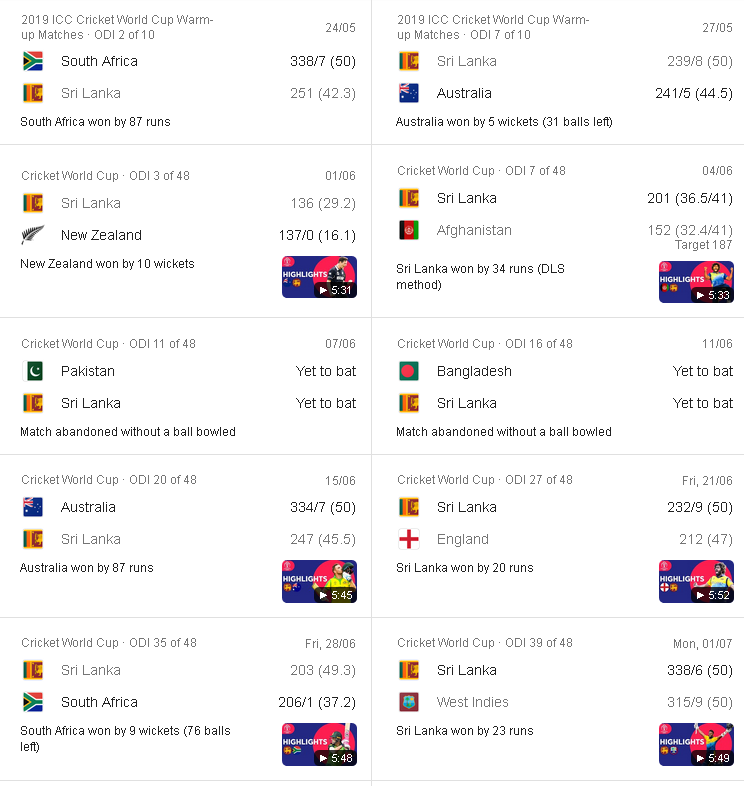 2019 ICC Cricket World Cup Warm-
up Matches · ODI 2 of 10
24/05
South Africa 338/7 (50)
Sri Lanka 251 (42.3)
South Africa won by 87 runs
2019 ICC Cricket World Cup Warm-
up Matches · ODI 7 of 10
27/05
Sri Lanka 239/8 (50)
Australia 241/5 (44.5)
Australia won by 5 wickets (31 balls left)
Cricket World Cup · ODI 3 of 48 01/06
Sri Lanka 136 (29.2)
New Zealand 137/0 (16.1)
New Zealand won by 10 wickets
HIGHLIGHTS
5:31
Cricket World Cup · ODI 7 of 48 04/06
Sri Lanka 201 (36.5/41)
Afghanistan 152 (32.4/41)
Target 187
Sri Lanka won by 34 runs (DLS
method)
HIGHLIGHTS
5:33
Cricket World Cup · ODI 11 of 48 07/06
Pakistan Yet to bat
Sri Lanka Yet to bat
Match abandoned without a ball bowled
Cricket World Cup · ODI 16 of 48 11/06
Bangladesh Yet to bat
Sri Lanka Yet to bat
Match abandoned without a ball bowled
Cricket World Cup · ODI 20 of 48 15/06
Australia 334/7 (50)
Sri Lanka 247 (45.5)
Australia won by 87 runs
HIGHLIGHTS
5:45
Cricket World Cup · ODI 27 of 48 Fri, 21/06
Sri Lanka 232/9 (50)
England 212 (47)
Sri Lanka won by 20 runs
HIGHLIGHTS
5:52
Cricket World Cup · ODI 35 of 48 Fri, 28/06
Sri Lanka 203 (49.3)
South Africa 206/1 (37.2)
South Africa won by 9 wickets (76 balls
left)
HIGHLIGHTS
5:48
Cricket World Cup · ODI 39 of 48 Mon, 01/07
Sri Lanka 338/6 (50)
West Indies 315/9 (50)
Sri Lanka won by 23 runs
HIGHLIGHTS
5:49